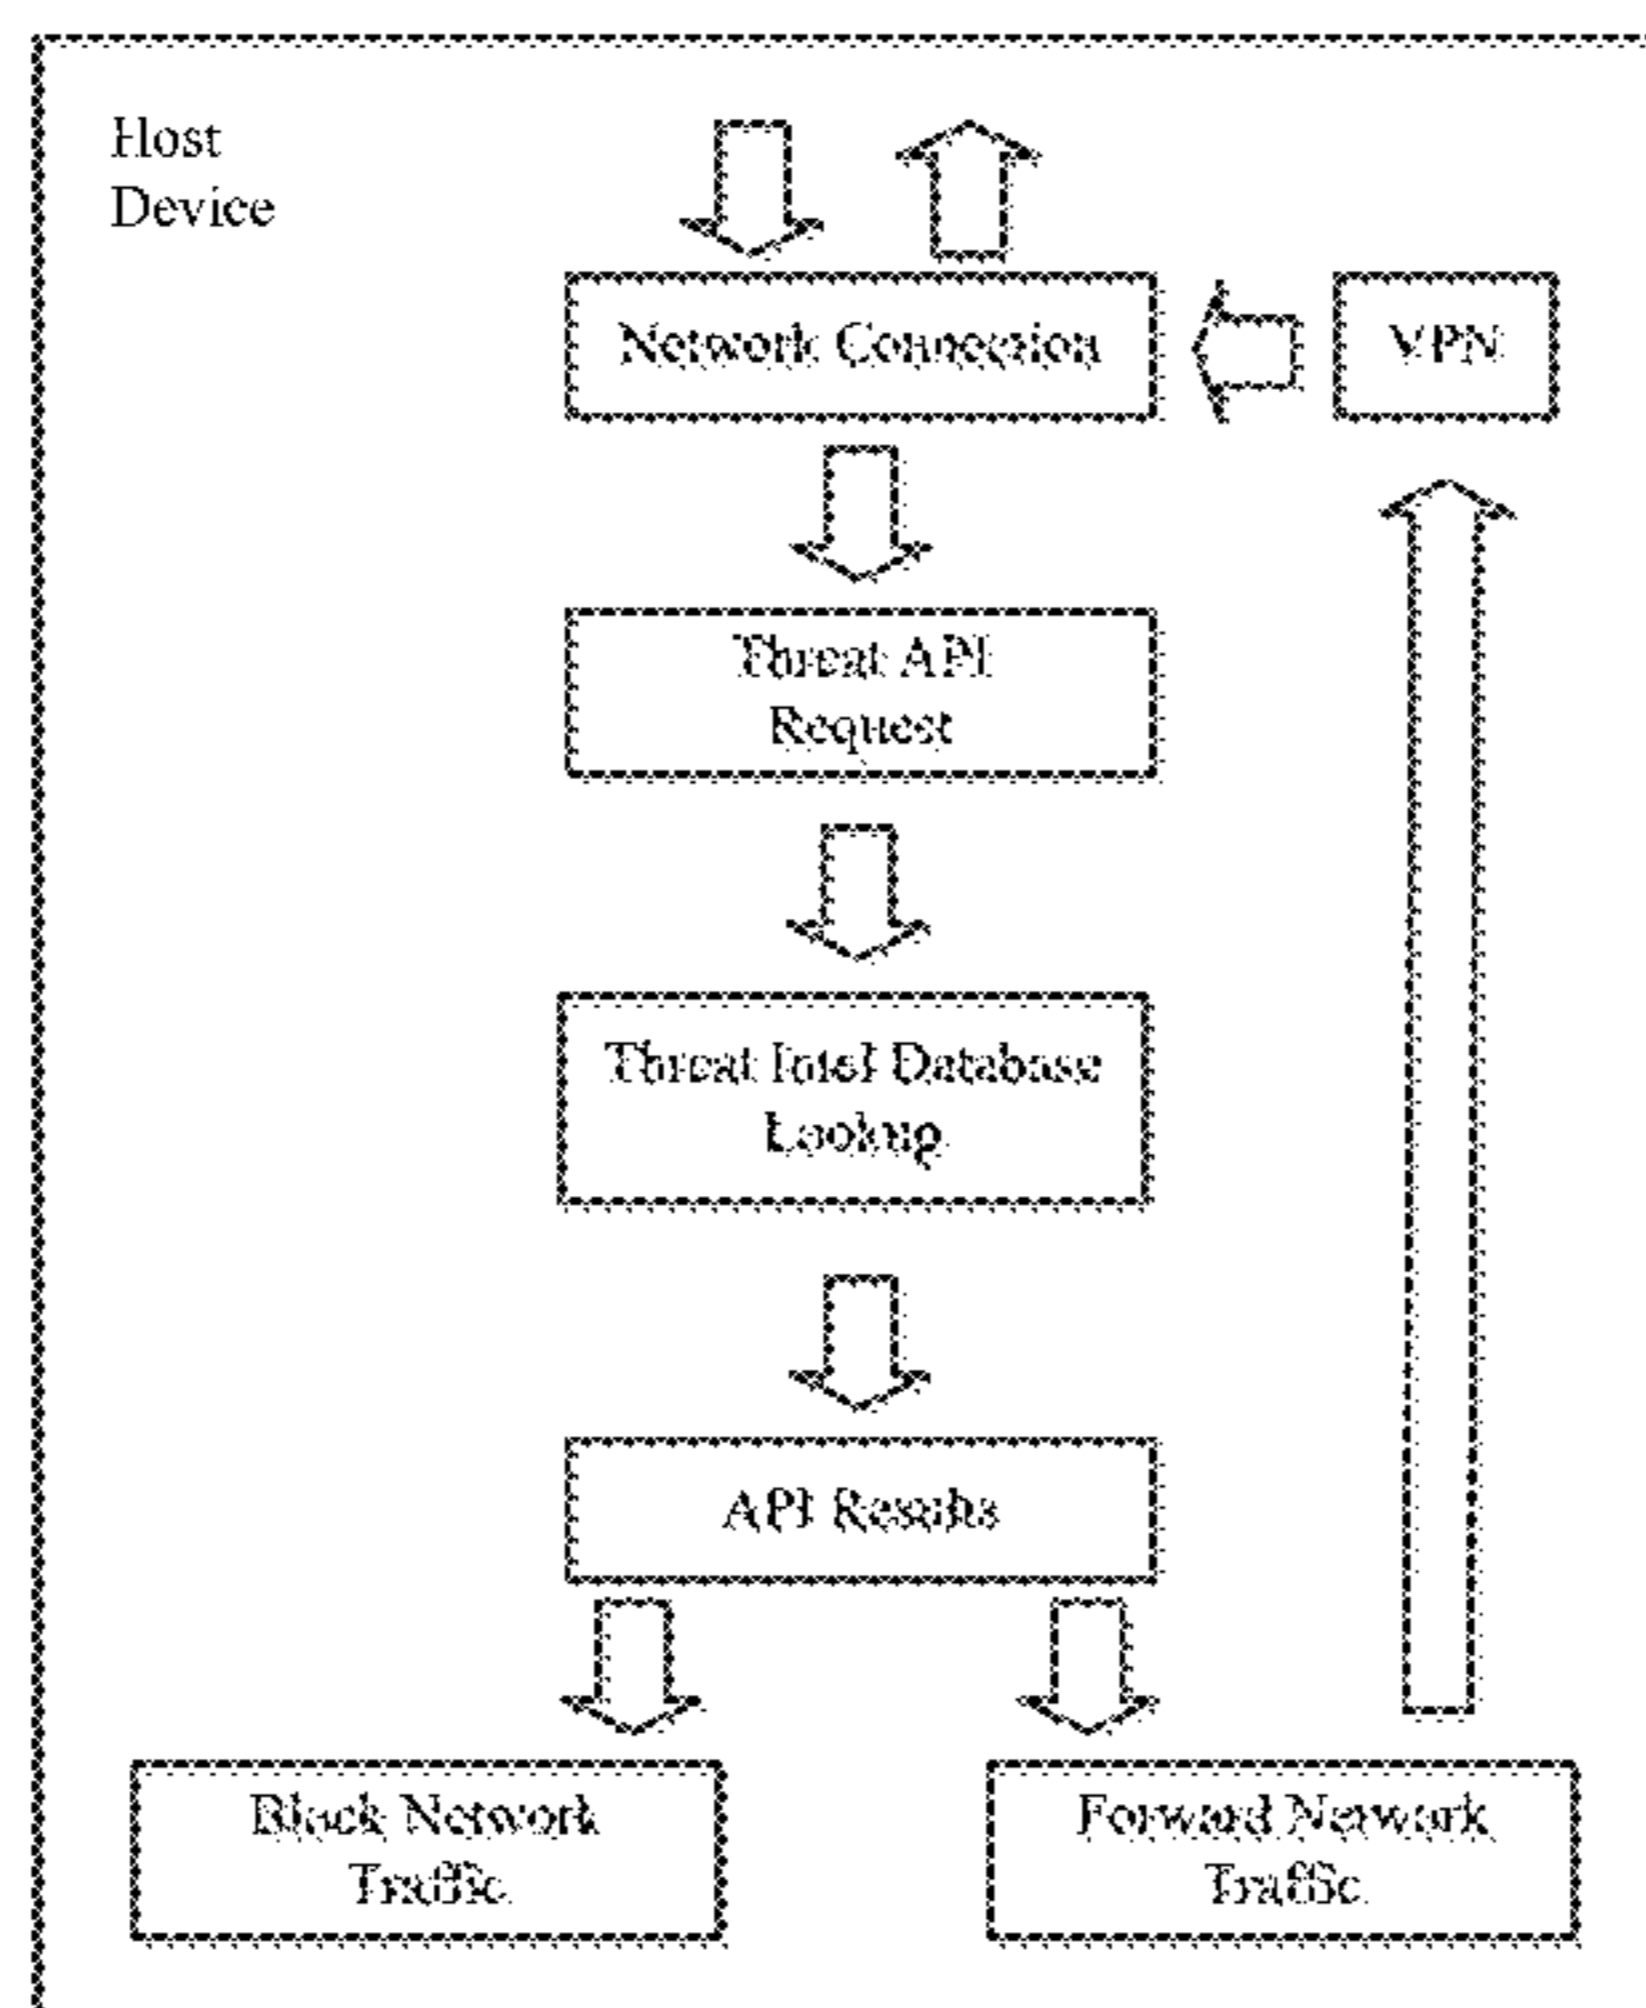 Host
Device
Network Connection
VPN
Threat API
Request
Threat Intel Database
Lookup
API Results
Block Network
Traffic
Forward Network
Traffic